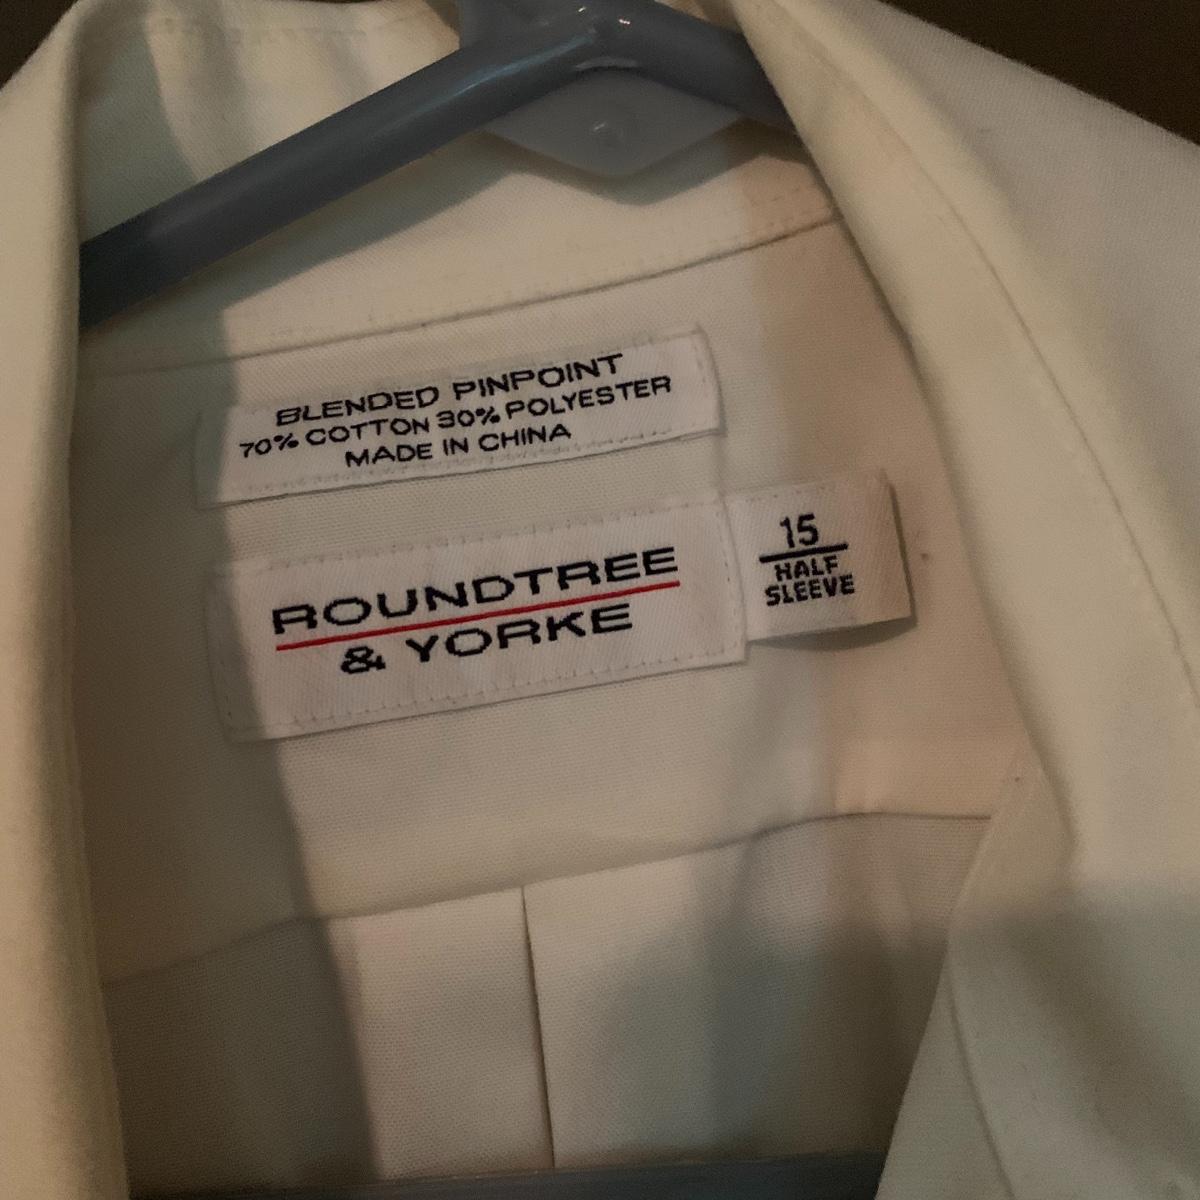 BLENDED PINPOINT
70% COTTON 30% POLYESTER
MADE IN CHINA
ROUNDTREE
& YORKE
15
HALF
SLEEVE